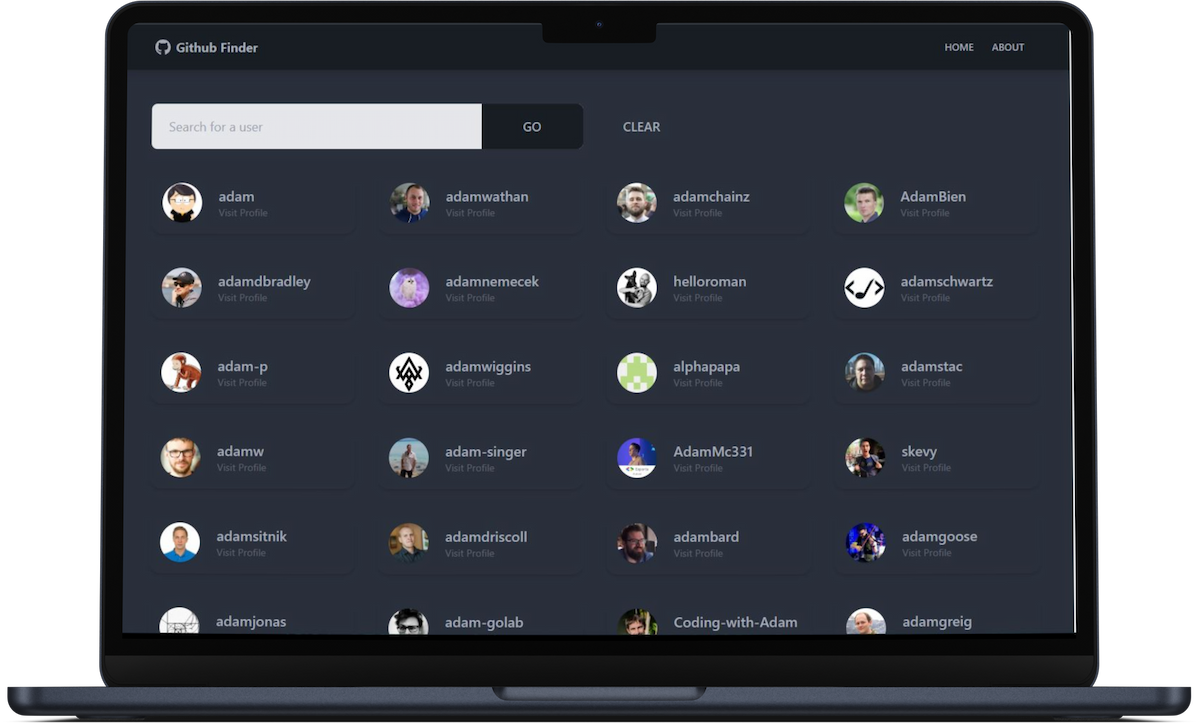 Github Finder
HOME ABOUT
Search for a user GO CLEAR
adam adamwathan adamchainz AdamBien
Visit Profile Visit Profile Visit Profile Visit Profile
adamdbradley adamnemecek helloroman adamschwartz
Visit Profile Visit Profile Visit Profile Visit Profile
adam-p adamwiggins alphapapa adamstac
Visit Profile Visit Profile Visit Profile Visit Profile
adamw adam-singer AdamMc331 skevy
Visit Profile Visit Profile Visit Profile Visit Profile
adamsitnik adamdriscoll adambard adamgoose
Visit Profile Visit Profile Visit Profile Visit Profile
adamjonas adam-golab Coding-with-Adam adamgreig